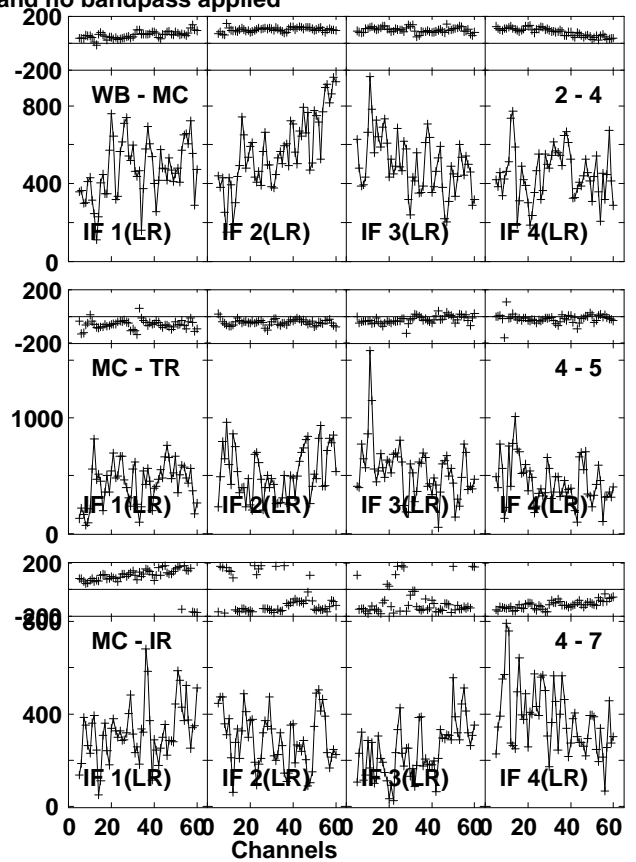 and no bandpass applied
200
-200
800
400
0
WB - MC
2 - 4
IF 1(LR)
IF 2(LR)
IF 3(LR)
IF 4(LR)
200
-200
1000
0
MC - TR
4 - 5
IF 1(LR)
IF 2(LR)
IF 3(LR)
IF 4(LR)
200
-200
800
400
0
MC - IR
4 - 7
IF 1(LR)
IF 2(LR)
IF 3(LR)
IF 4(LR)
0 20 40 60 0 20 40 60 0 20 40 60 0 20 40 60
Channels